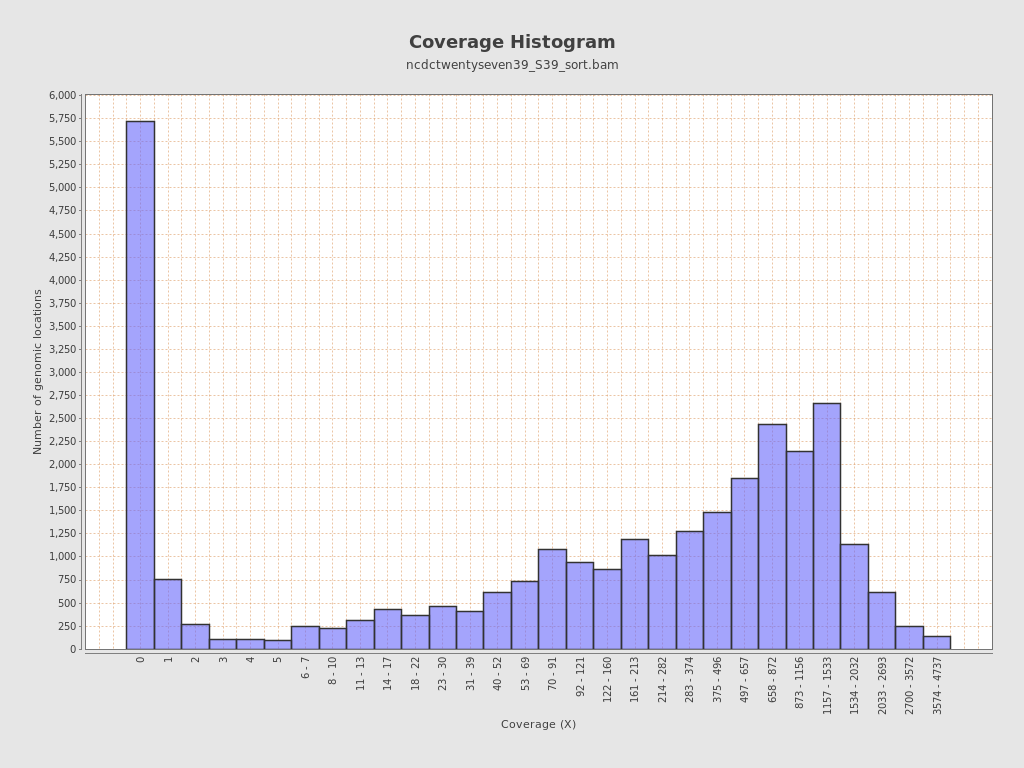 Coverage Histogram
ncdctwentyseven39_S39_sort.bam
Number of genomic locations
6,000
5,750
5,500
5,250
5,000
4,750
4,500
4,250
4,000
3,750
3,500
3,250
3,000
2,750
2,500
2,250
2,000
1,750
1,500
1,250
1,000
750
500
250
0
0
1
2
3
4
5
6 - 7
8 - 10
11 - 13
14 - 17
18 - 22
23 - 30
31 - 39
40 - 52
53 - 69
70 - 91
92 - 121
122 - 160
161 - 213
214 - 282
283 - 374
375 - 496
497 - 657
658 - 872
873 - 1156
1157 - 1533
1534 - 2032
2033 - 2693
2700 - 3572
3574 - 4737
Coverage (X)